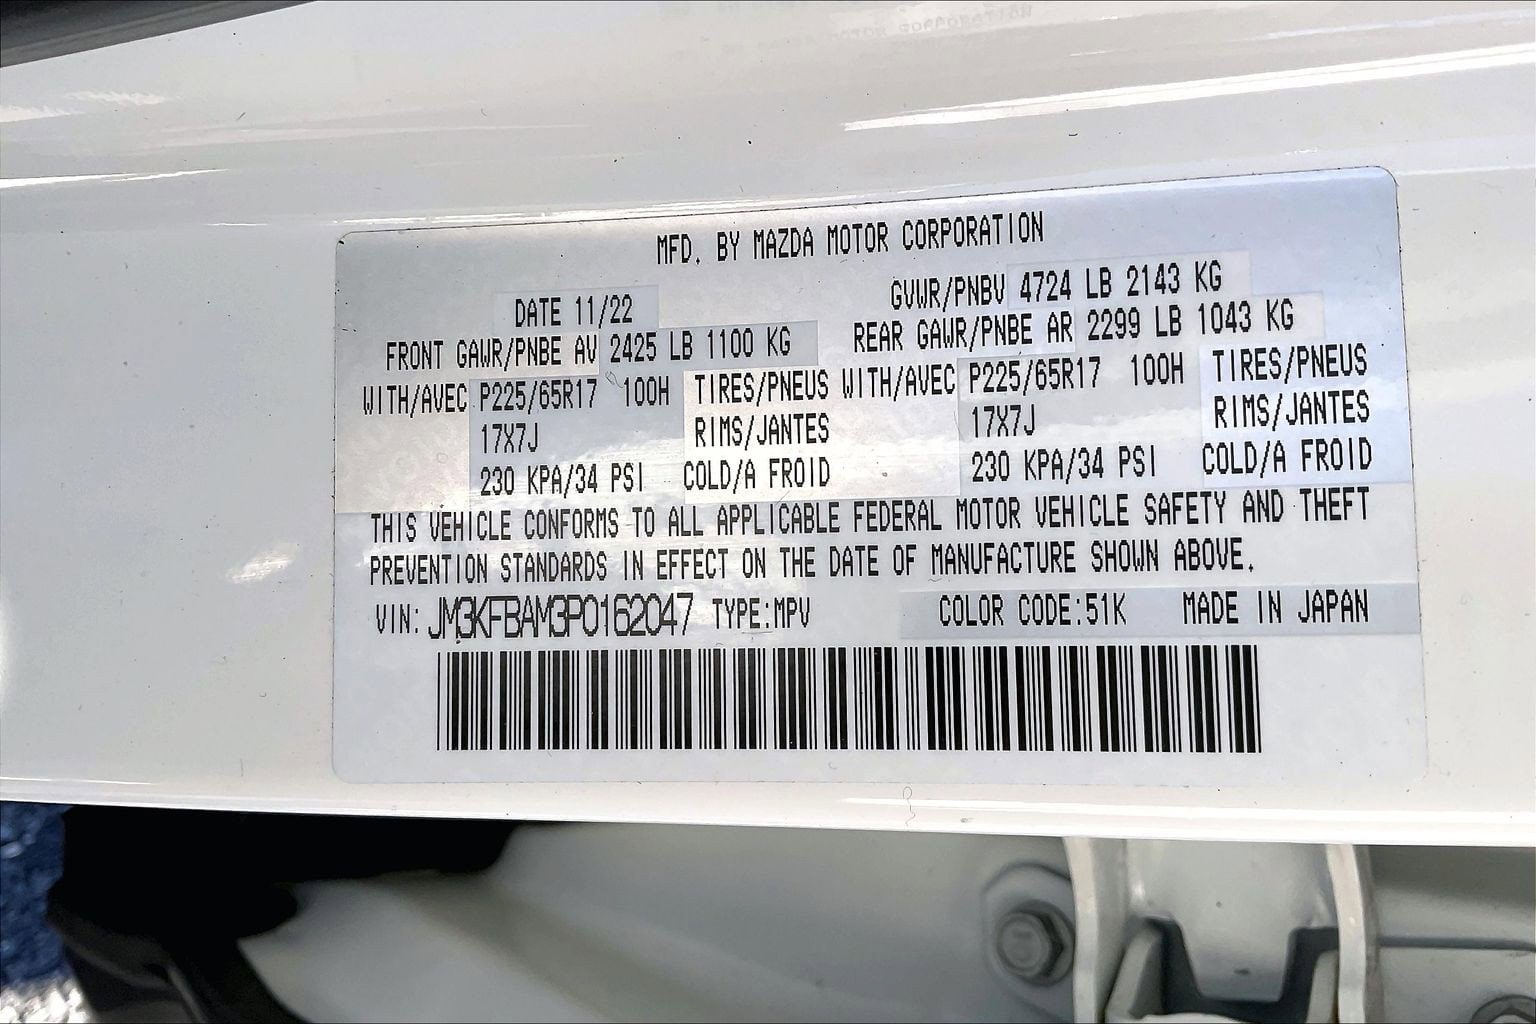 MFD. BY MAZDA MOTOR CORPORATION
DATE 11/22 GVWR/PNBV 4724 LB 2143 KG
FRONT GAWR/PNBE AV 2425 LB 1100 KG REAR GAWR/PNBE AR 2299 LB 1043 KG
WITH/AVEC P225/65R17 100H TIRES/PNEUS WITH/AVEC P225/65R17 100H TIRES/PNEUS
17X7J RIMS/JANTES 17X7J RIMS/JANTES
230 KPA/34 PSI COLD/A FROID 230 KPA/34 PSI COLD/A FROID
THIS VEHICLE CONFORMS TO ALL APPLICABLE FEDERAL MOTOR VEHICLE SAFETY AND THEFT
PREVENTION STANDARDS IN EFFECT ON THE DATE OF MANUFACTURE SHOWN ABOVE.
VIN: JM3KFBAM3P0162047 TYPE:MPV COLOR CODE:51K MADE IN JAPAN